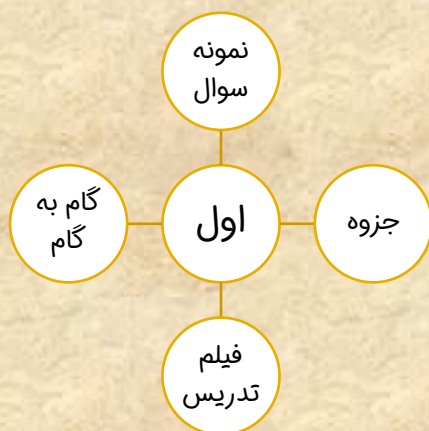 نمونه
سوال
جزوه
اول
گام به
گام
فیلم
تدریس